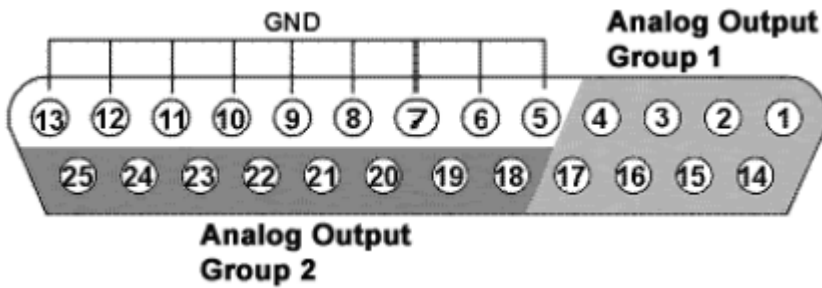 GND
Analog Output
Group 1
13 12 11 10 9 8 7 6 5 4 3 2 1
25 24 23 22 21 20 19 18 17 16 15 14
Analog Output
Group 2